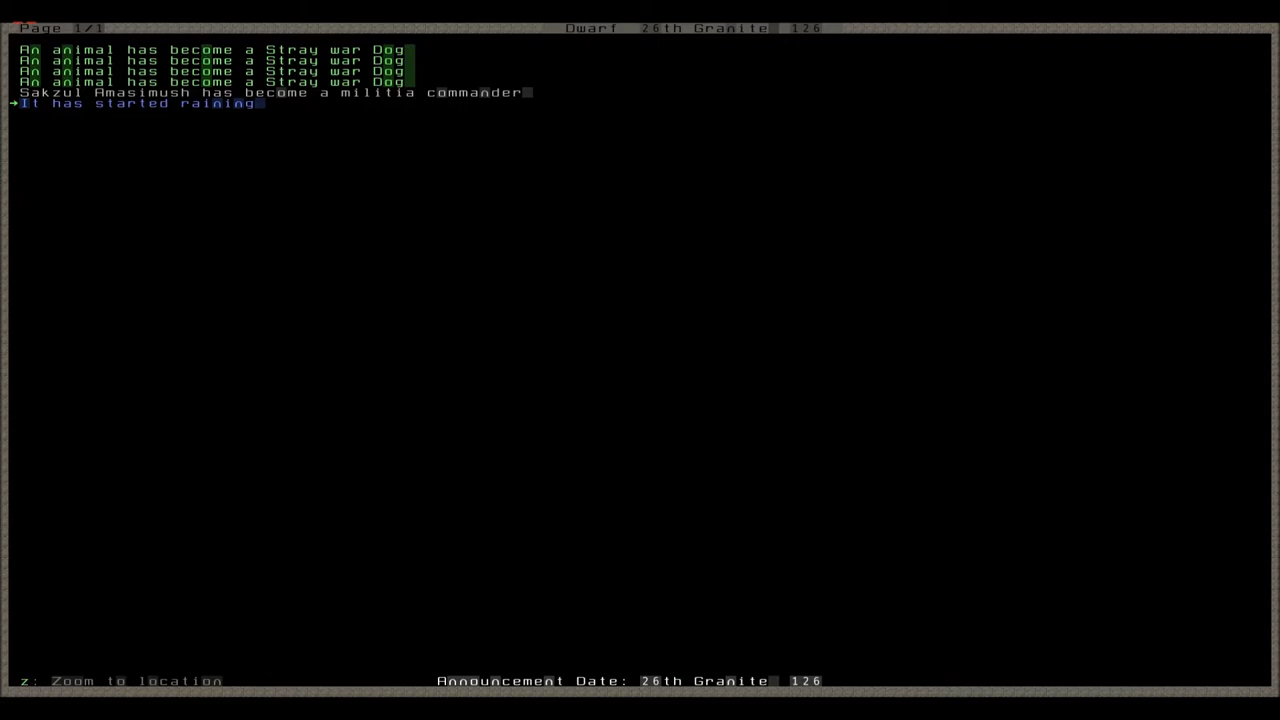 Page 1/1 Dwarf 26th Granite 126
An animal has become a Stray war Dog
An animal has become a Stray war Dog
An animal has become a Stray war Dog
An animal has become a Stray war Dog
Sakzul Amasimush has become a militia commander
It has started raining
z: Zoom to location Announcement Date: 26th Granite 126